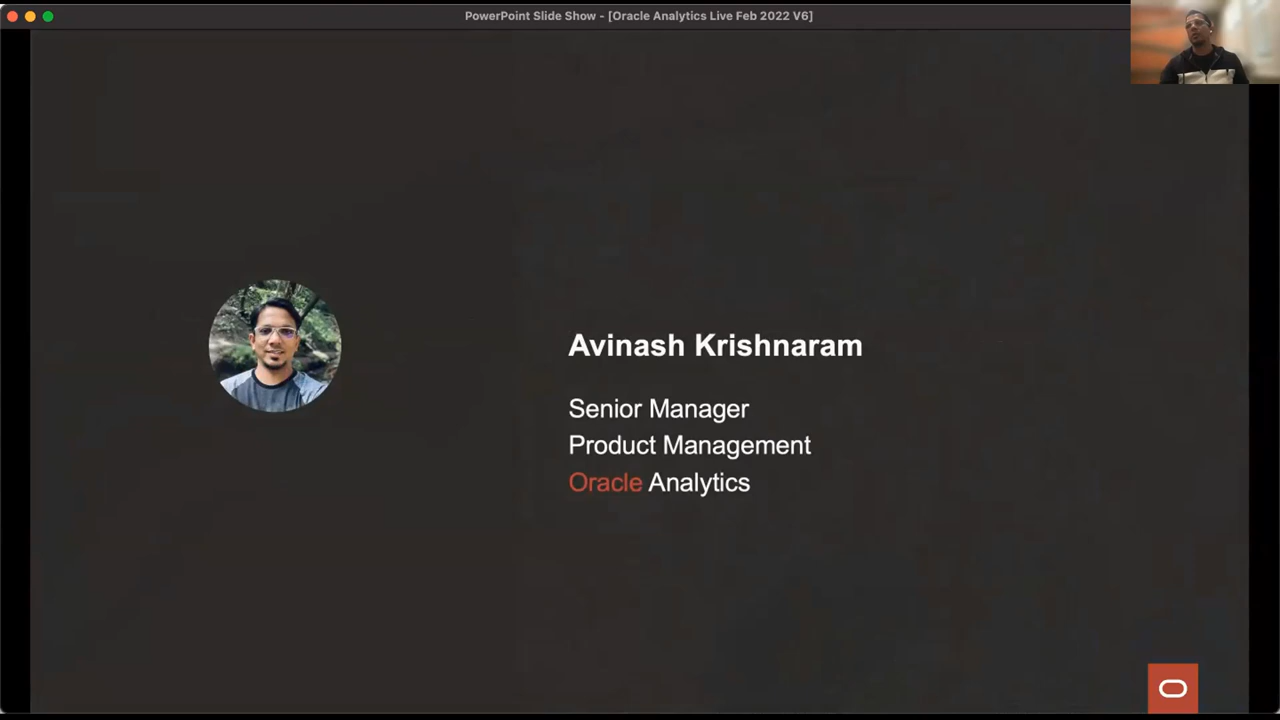 PowerPoint Slide Show - [Oracle Analytics Live Feb 2022 V6]
Avinash Krishnaram
Senior Manager
Product Management
Oracle Analytics